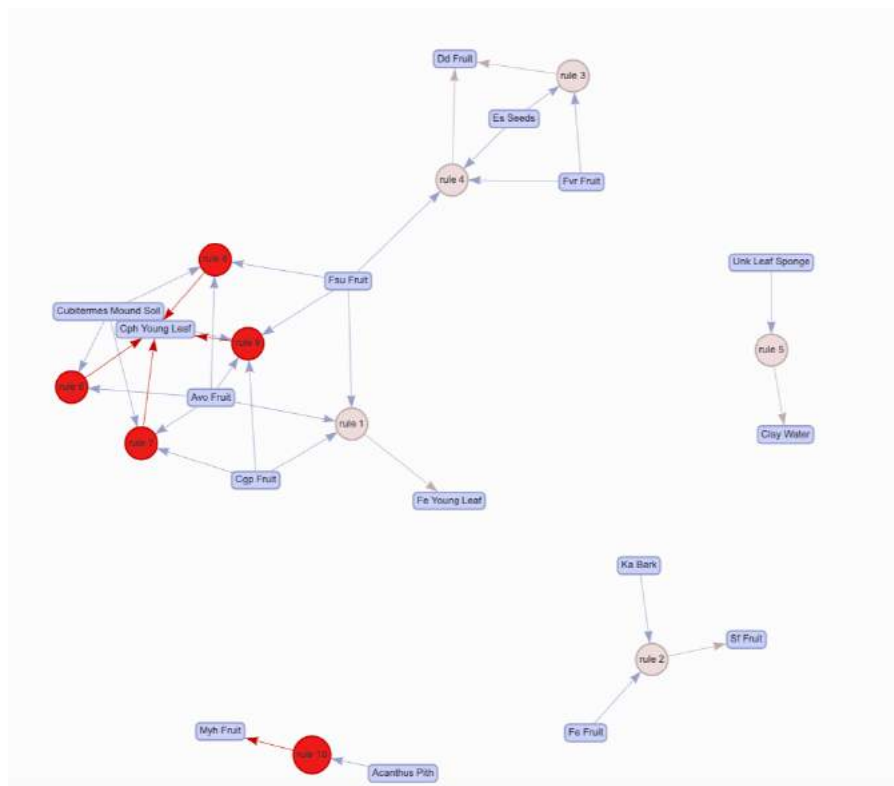 Dd Fruit
rule 3
Es Seeds
rule 4
Fvr Fruit
rule 8
Fsu Fruit
Unk Leaf Sponge
Cubitermes Mound Soil
Cph Young Leaf
rule 9
rule 5
rule 6
Avo Fruit
rule 1
rule 7
Clay Water
Cgp Fruit
Fe Young Leaf
Ka Bark
Sf Fruit
rule 2
Myh Fruit
Fe Fruit
rule 10
Acanthus Pith